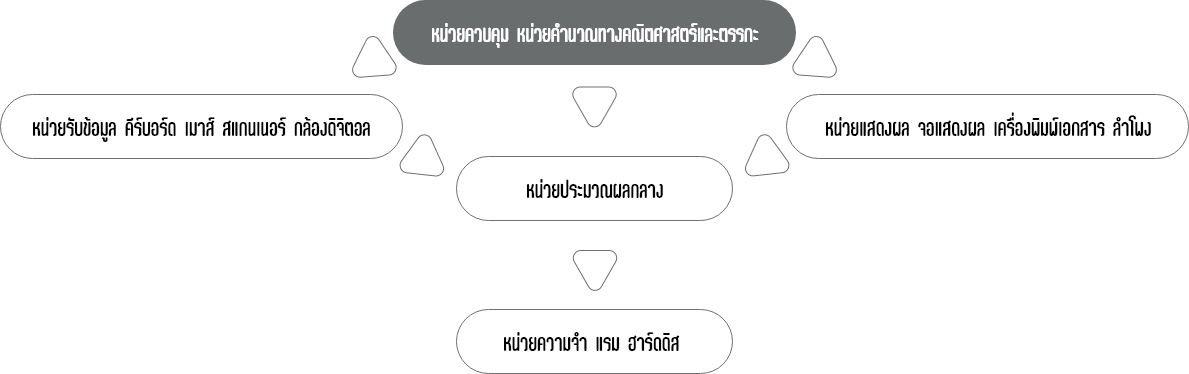 หน่วยควบคุม หน่วยคำนวณทางคณิตศาสตร์และตรรกะ
หน่วยรับข้อมูล คีร์บอร์ด เมาส์ สแกนเนอร์ กล้องดิจิตอล
หน่วยแสดงผล จอแสดงผล เครื่องพิมพ์เอกสาร ลำโพง
หน่วยประมวณผลกลาง
หน่วยความจำ แรม ฮาร์ดดิส